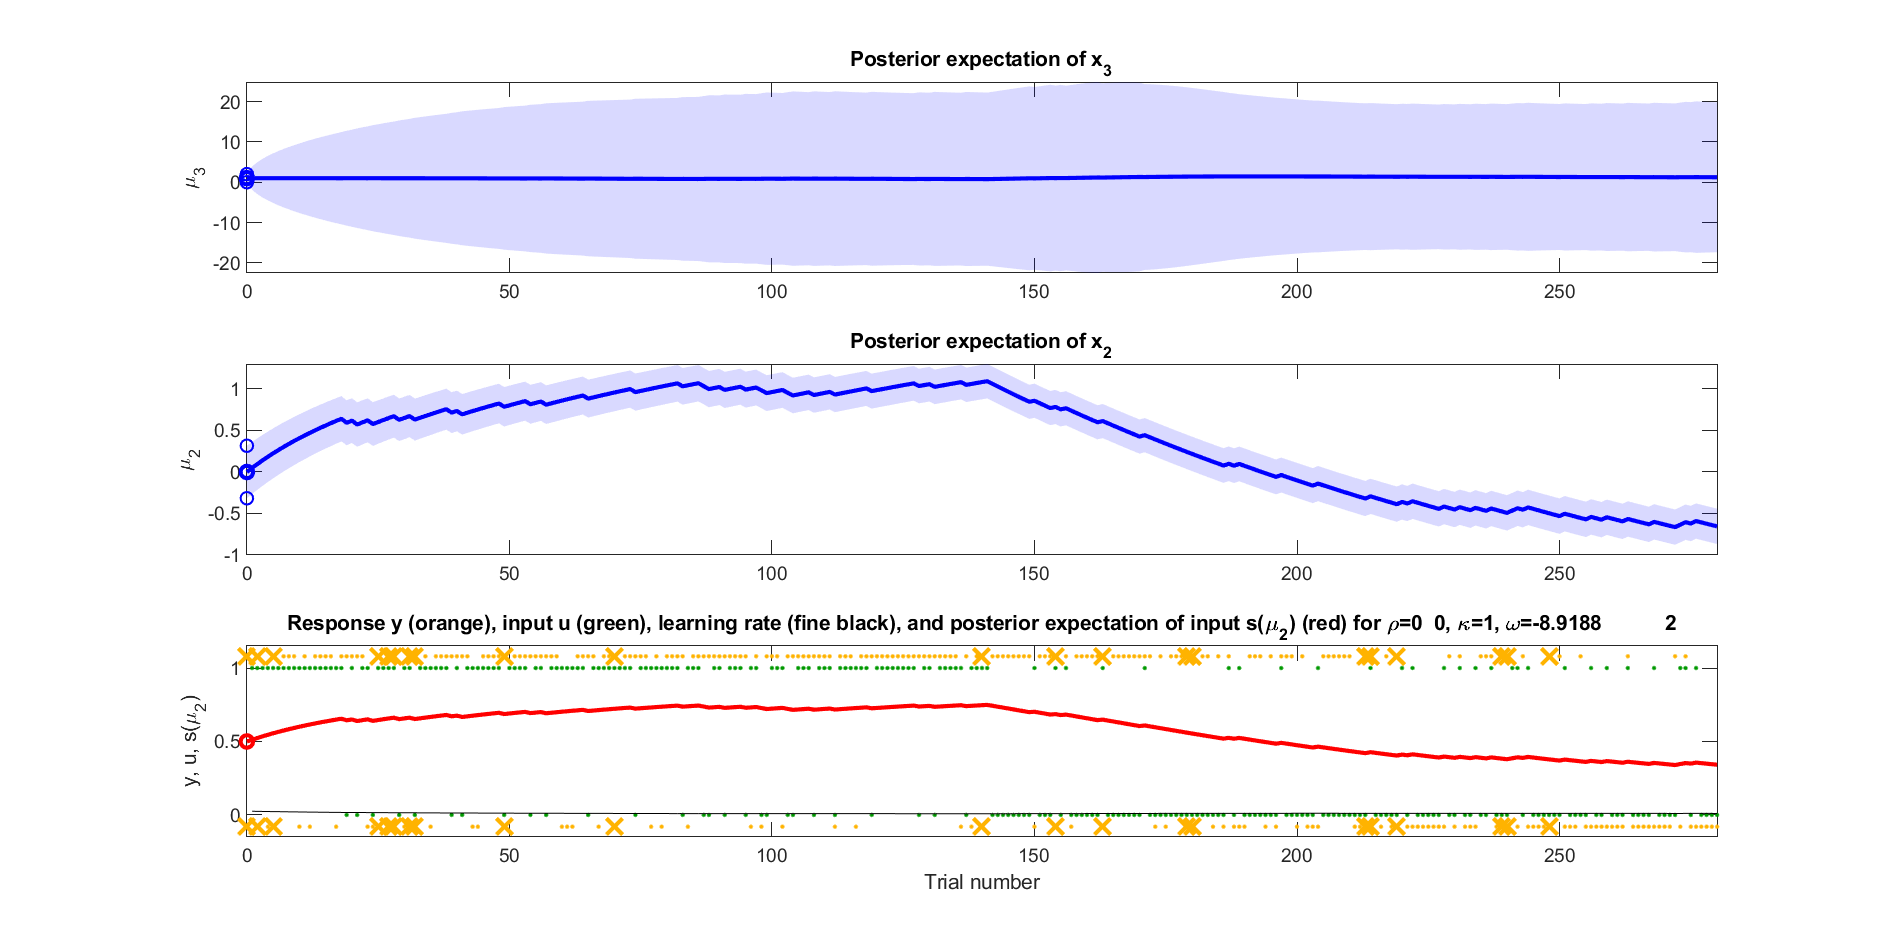 Posterior expectation of x3
20
10
0
-10
-20
μ3
0 50 100 150 200 250
Posterior expectation of x2
1
0.5
0
-0.5
-1
μ2
0 50 100 150 200 250
Response y (orange), input u (green), learning rate (fine black), and posterior expectation of input s(μ2) (red) for ρ=0 0, κ=1, ω=-8.9188 2
1
0.5
0
y, u, s(μ2)
0 50 100 150 200 250
Trial number